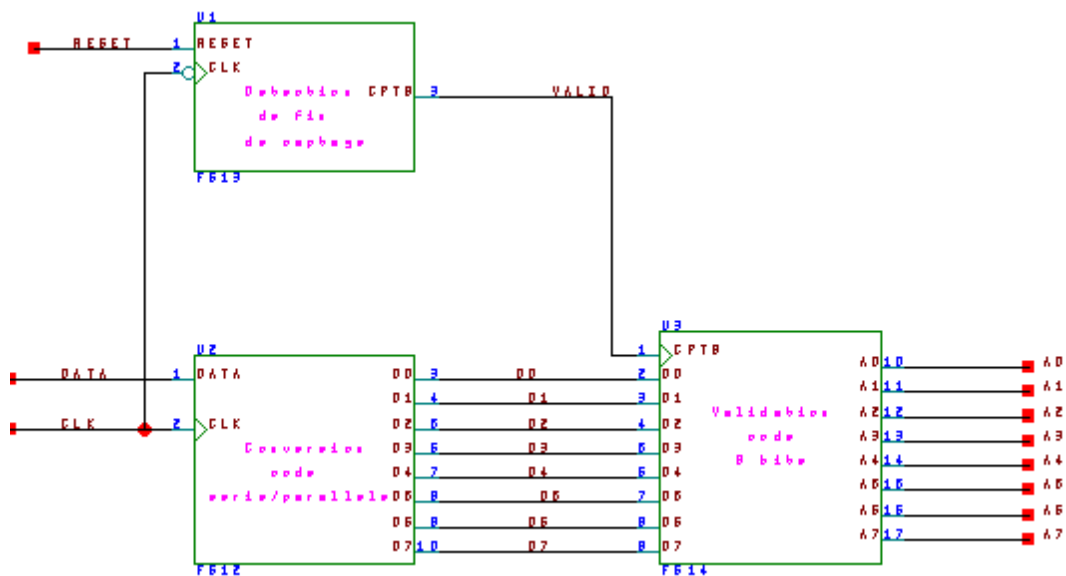 U1
RESET 1 RESET
2 CLK
Detection CPT8 3 VALID
de fin
de captage
FS13
U3
U2
1 CPT8
DATA 1 DATA
D0 3 D0 2 D0
A0 10 A0
D1 4 D1 3 D1
A1 11 A1
CLK 2 CLK
D2 5 D2 4 D2
Validation
A2 12 A2
Conversion
D3 6 D3 5 D3
code
A3 13 A3
code
D4 7 D4 6 D4
8 bits
A4 14 A4
serie/parallele
D5 8 D5 7 D5
A5 15 A5
D6 9 D6 8 D6
A6 16 A6
D7 10 D7 9 D7
A7 17 A7
FS12
FS14